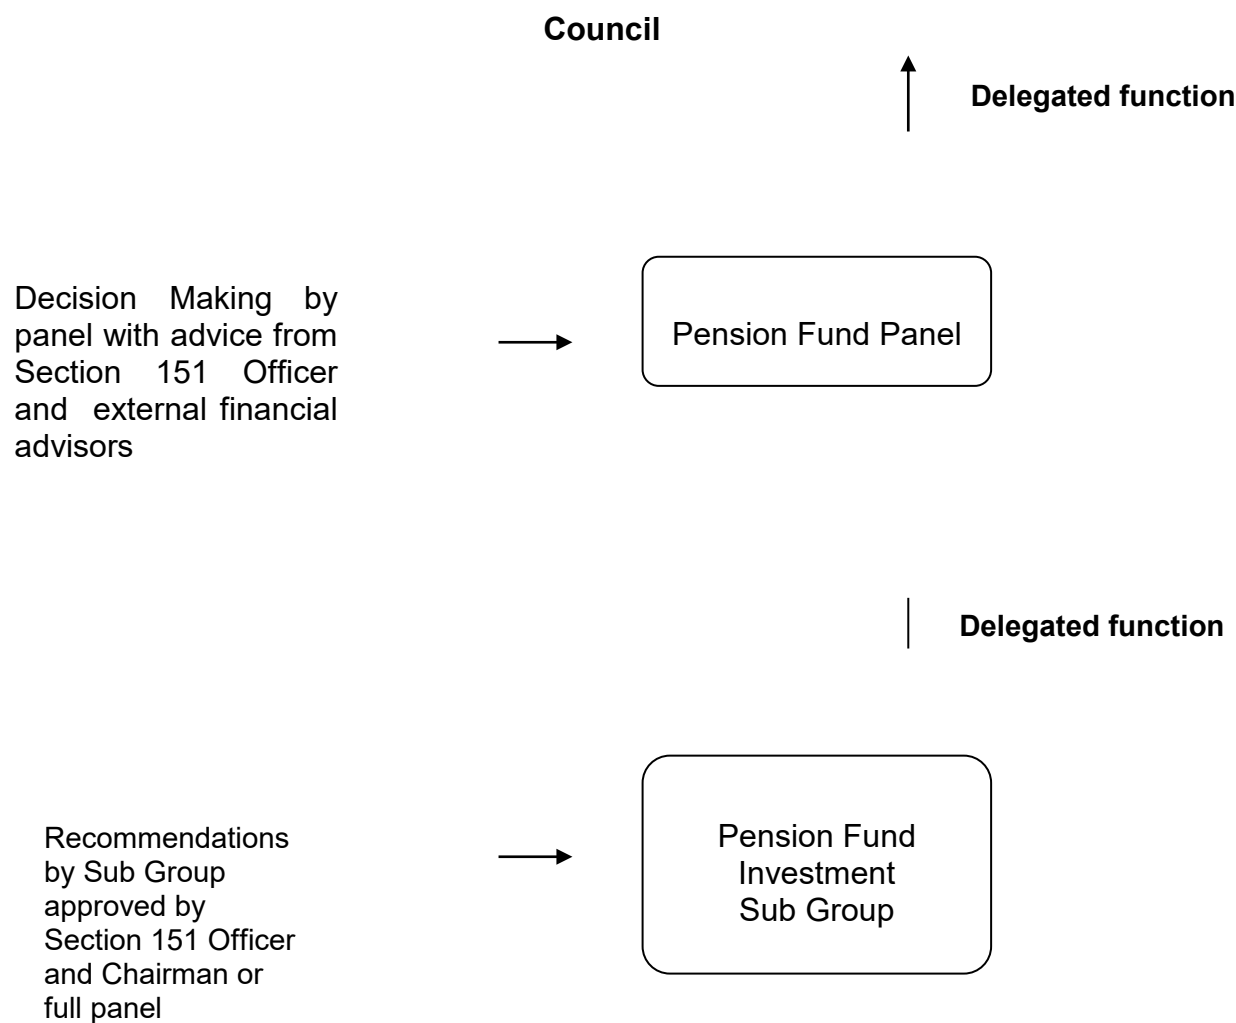 Council
Delegated function
Decision Making by
panel with advice from
Section 151 Officer
and external financial
advisors
Pension Fund Panel
Delegated function
Recommendations
by Sub Group
approved by
Section 151 Officer
and Chairman or
full panel
Pension Fund
Investment
Sub Group